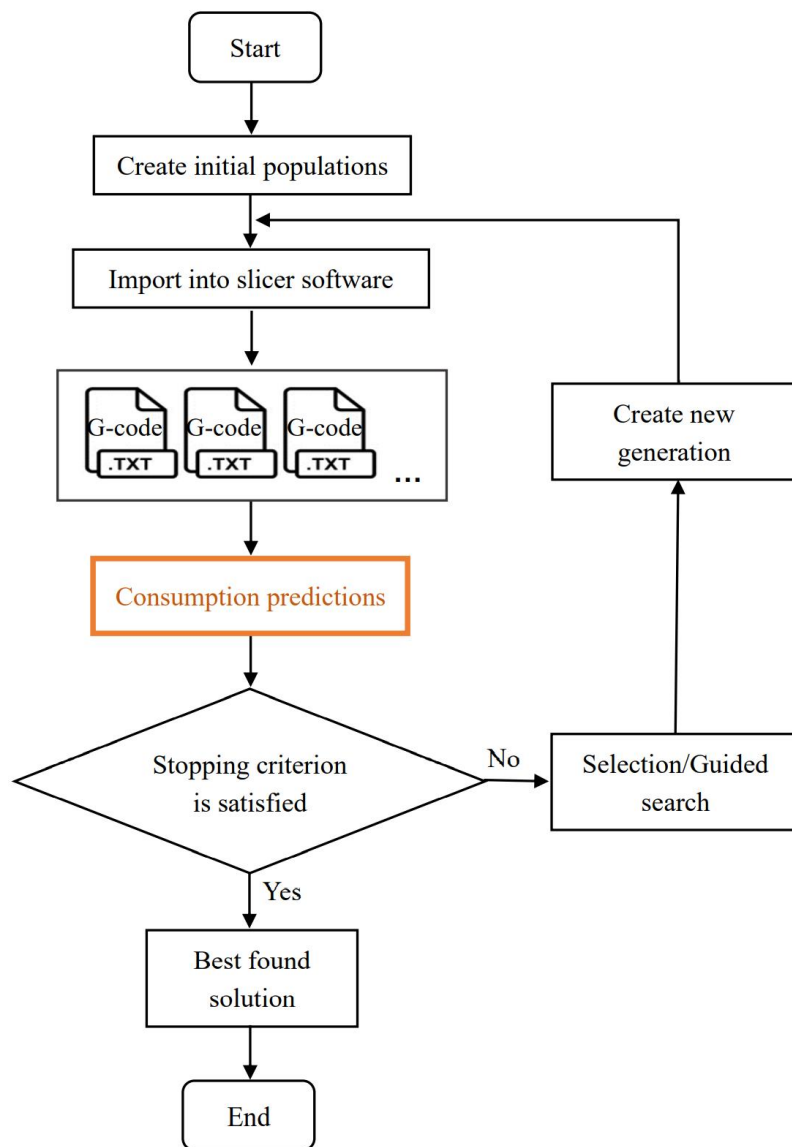 Start
Create initial populations
Import into slicer software
G-code G-code G-code
.TXT .TXT .TXT ...
Consumption predictions
Stopping criterion
is satisfied
No
Selection/Guided
search
Create new
generation
Yes
Best found
solution
End